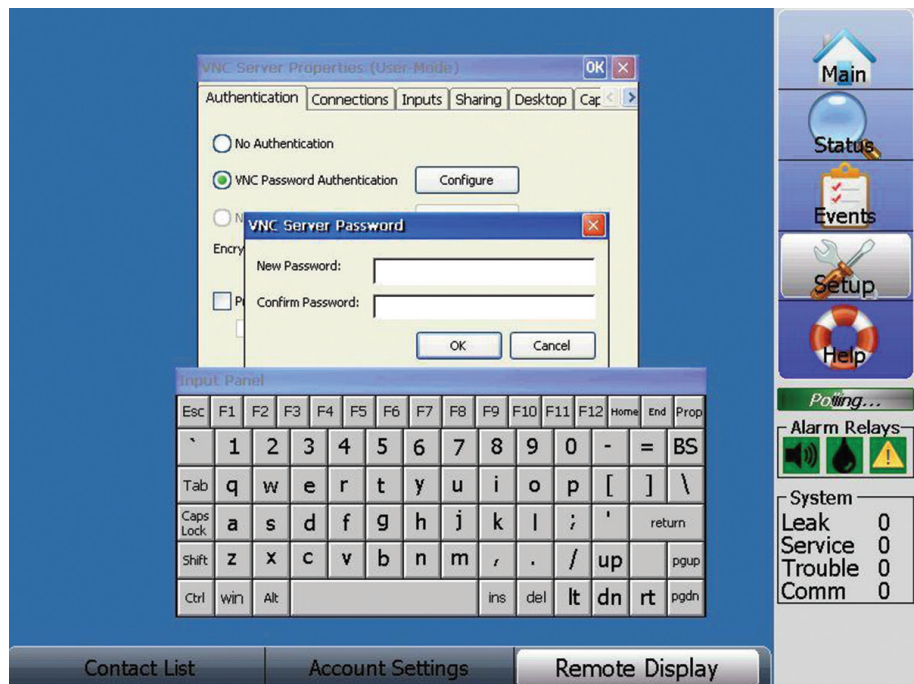 VNC Server Properties (User-Mode) OK
Authentication Connections Inputs Sharing Desktop
No Authentication
VNC Password Authentication Configure
VNC Server Password
New Password:
Confirm Password:
OK Cancel
Input Panel
Esc F1 F2 F3 F4 F5 F6 F7 F8 F9 F10 F11 F12 Home End Prop
` 1 2 3 4 5 6 7 8 9 0 - = BS
Tab q w e r t y u i o p [ ] \
Caps Lock a s d f g h j k l ; ' return
Shift z x c v b n m , . / up pgup
Ctrl win Alt ins del lt dn rt pgdn
Contact List Account Settings Remote Display
Main
Status
Events
Setup
Help
Polling...
Alarm Relays
System
Leak 0
Service 0
Trouble 0
Comm 0